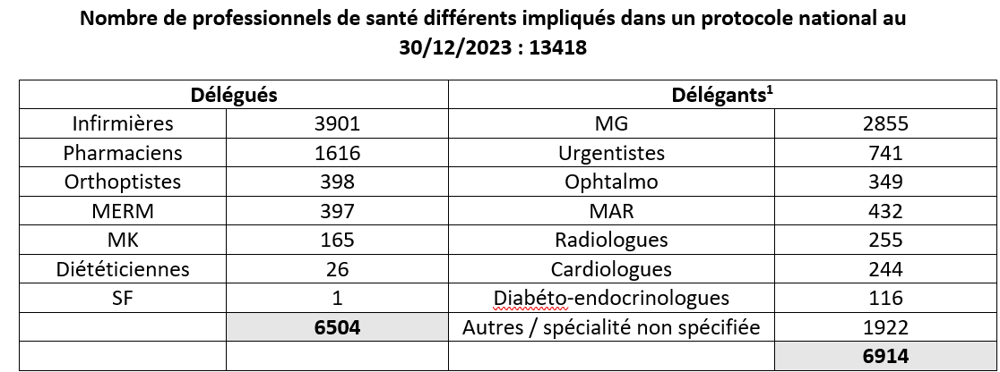 Nombre de professionnels de santé différents impliqués dans un protocole national au
30/12/2023 : 13418
Délégués Délégants¹
Infirmières 3901 MG 2855
Pharmaciens 1616 Urgentistes 741
Orthoptistes 398 Ophtalmo 349
MERM 397 MAR 432
MK 165 Radiologues 255
Diététiciennes 26 Cardiologues 244
SF 1 Diabéto-endocrinologues 116
6504 Autres / spécialité non spécifiée 1922
6914